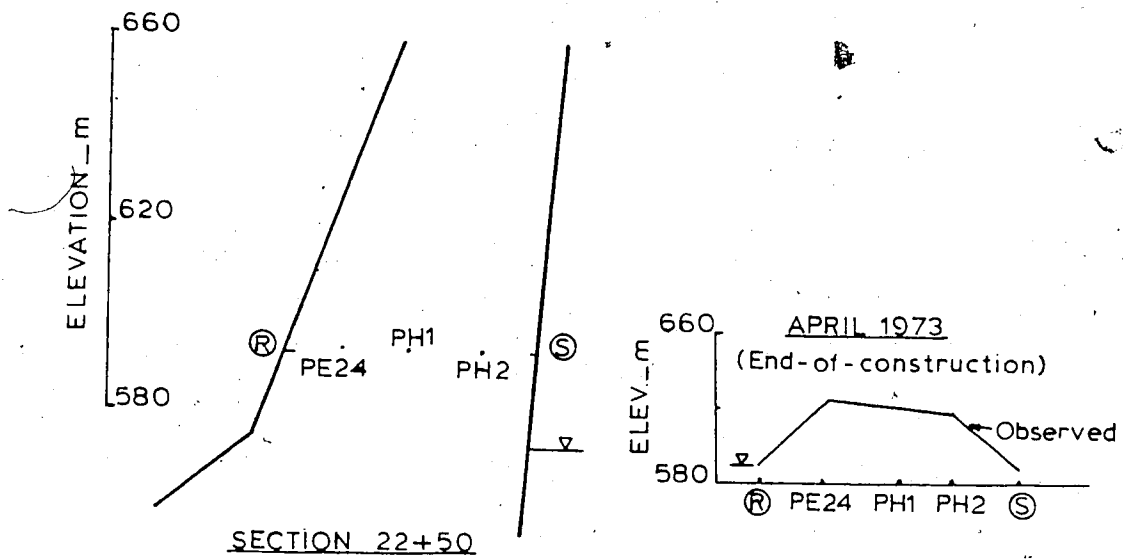 660
ELEVATION_m
620
580
R
PE24
PH1
PH2
S
SECTION 22+50
APRIL 1973
(End-of-construction)
660
ELEV._m
Observed
580
R PE24 PH1 PH2 S